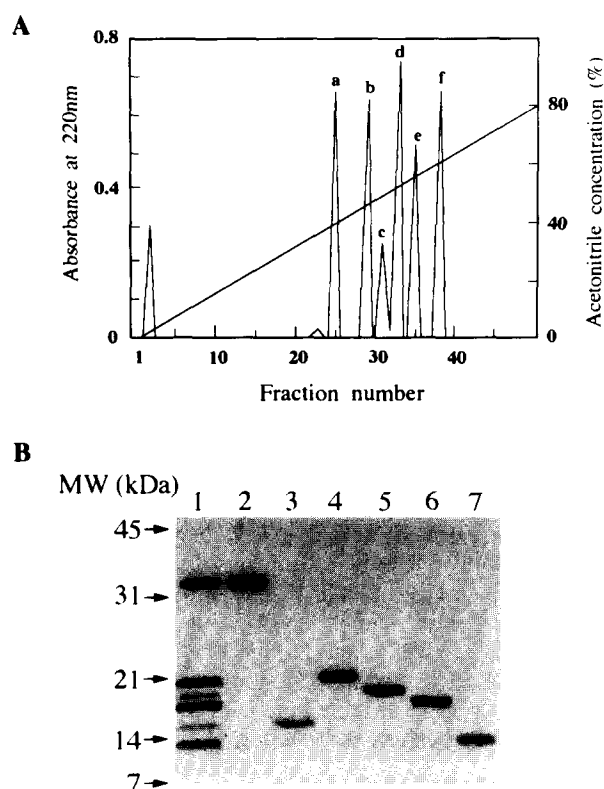 A
0.8
0.4
0
Absorbance at 220nm
a
b
c
d
e
f
80
40
0
Acetonitrile concentration (%)
1
10
20
30
40
Fraction number
B
MW (kDa)
1 2 3 4 5 6 7
45
31
21
14
7